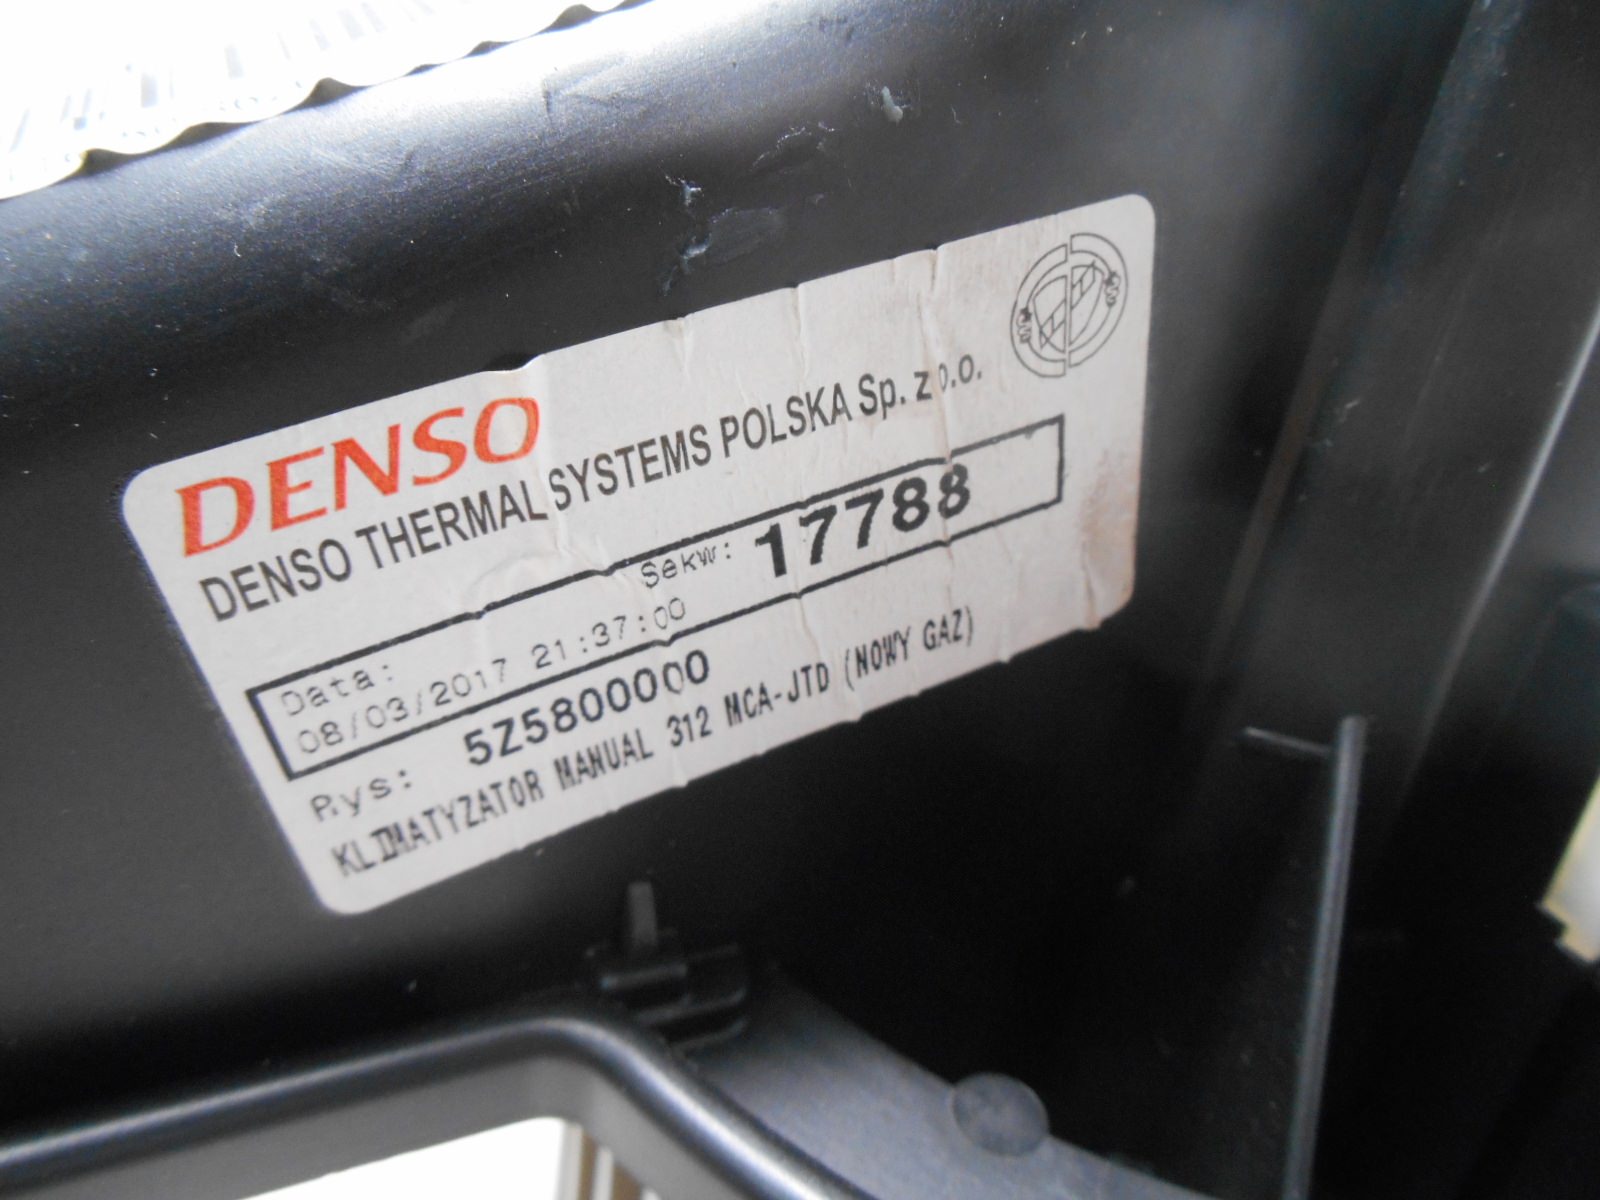 DENSO
DENSO THERMAL SYSTEMS POLSKA Sp. z o.o.
Data: Sekw: 17788
08/03/2017 21:37:00
Rys: 5Z5800000
KLIMATYZATOR MANUAL 312 MCA-JTD (NOWY GAZ)